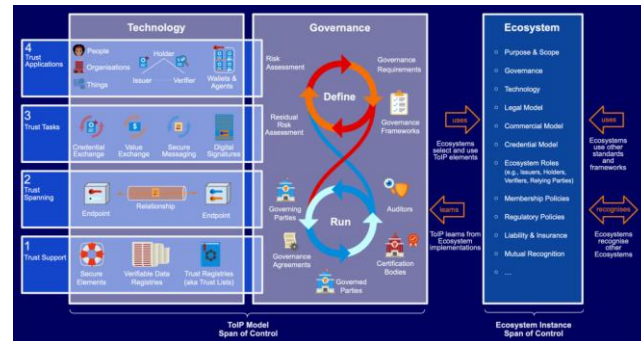 Technology
Governance
Ecosystem
4
Trust
Applications
People
Organisations
Things
Holder
Issuer
Verifier
Wallets &
Agents
3
Trust Tasks
Credential
Exchange
Value
Exchange
Secure
Messaging
Digital
Signatures
2
Trust
Spanning
Endpoint
Relationship
Endpoint
1
Trust Support
Secure
Elements
Verifiable Data
Registries
Trust Registries
(aka Trust Lists)
Risk
Assessment
Governance
Requirements
Define
Residual Risk
Assessment
Governance
Frameworks
Governing
Parties
Run
Auditors
Governance
Agreements
Governed
Parties
Certification
Bodies
uses
Ecosystems
select and use
ToIP elements
learns
ToIP learns from
Ecosystem
implementations
Purpose & Scope
Governance
Technology
Legal Model
Commercial Model
Credential Model
Ecosystem Roles
(e.g., Issuers, Holders,
Verifiers, Relying Parties)
Membership Policies
Regulatory Policies
Liability & Insurance
Mutual Recognition
....
uses
Ecosystems
use other
standards and
frameworks
recognises
Ecosystems
recognise
other
Ecosystems
ToIP Model
Span of Control
Ecosystem Instance
Span of Control